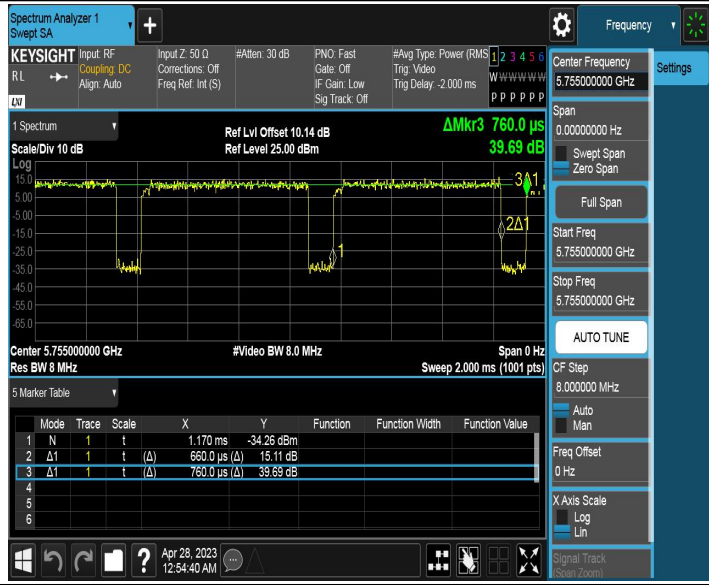 Spectrum Analyzer 1
Swept SA
Frequency
KEYSIGHT
RL
LXI
Input: RF
Coupling: DC
Align: Auto
Input Z: 50 Ω
Corrections: Off
Freq Ref: Int (S)
#Atten: 30 dB
PNO: Fast
Gate: Off
IF Gain: Low
Sig Track: Off
#Avg Type: Power (RMS
Trig: Video
Trig Delay: -2.000 ms
1 2 3 4 5 6
W W W W W W
P P P P P P
Center Frequency
5.755000000 GHz
Settings
Span
0.00000000 Hz
Swept Span
Zero Span
Full Span
Start Freq
5.755000000 GHz
Stop Freq
5.755000000 GHz
AUTO TUNE
CF Step
8.000000 MHz
Auto
Man
Freq Offset
0 Hz
X Axis Scale
Log
Lin
Signal Track
(Span Zoom)
1 Spectrum
Scale/Div 10 dB
Ref Lvl Offset 10.14 dB
Ref Level 25.00 dBm
ΔMkr3 760.0 µs
39.69 dB
Log
15.0
5.00
-5.00
-15.0
-25.0
-35.0
-45.0
-55.0
-65.0
3Δ1
2Δ1
1
Center 5.755000000 GHz
Res BW 8 MHz
#Video BW 8.0 MHz
Span 0 Hz
Sweep 2.000 ms (1001 pts)
5 Marker Table
Mode Trace Scale X Y Function Function Width Function Value
1 N 1 t 1.170 ms -34.26 dBm
2 Δ1 1 t (Δ) 660.0 µs (Δ) 15.11 dB
3 Δ1 1 t (Δ) 760.0 µs (Δ) 39.69 dB
4
5
6
?
Apr 28, 2023
12:54:40 AM